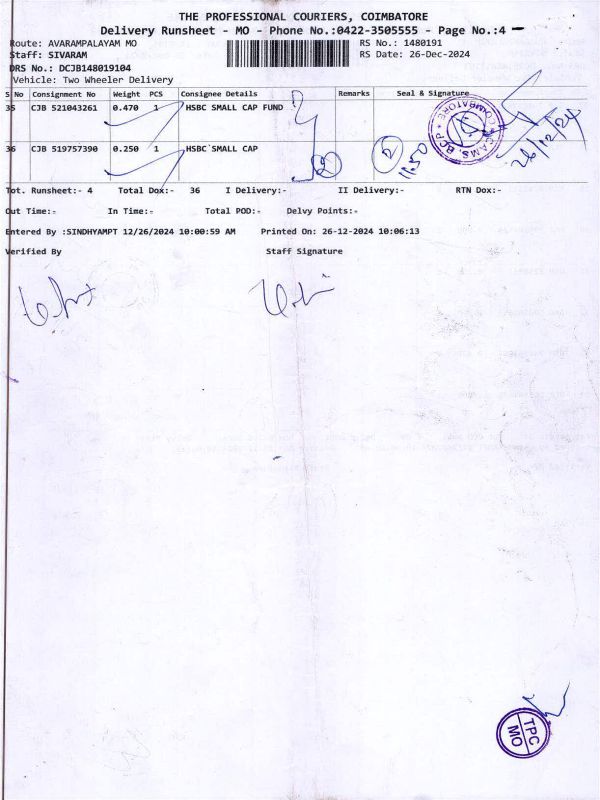 THE PROFESSIONAL COURIERS, COIMBATORE
Delivery Runsheet - MO - Phone No.:0422-3505555 - Page No.:4
Route: AVARAMPALAYAM MO RS No.: 1480191
Staff: SIVARAM RS Date: 26-Dec-2024
DRS No.: DCJB148019104
Vehicle: Two Wheeler Delivery
S No Consignment No Weight PCS Consignee Details Remarks Seal & Signature
35 CJB 521043261 0.470 1 HSBC SMALL CAP FUND
CAMS BCP COIMBATORE
26/12/24
36 CJB 519757390 0.250 1 HSBC SMALL CAP
2 2 11:50
Tot. Runsheet:- 4 Total Dox:- 36 I Delivery:- II Delivery:- RTN Dox:-
Out Time:- In Time:- Total POD:- Delvy Points:-
Entered By :SINDHYAMPT 12/26/2024 10:00:59 AM Printed On: 26-12-2024 10:06:13
Verified By Staff Signature
TPC
MO